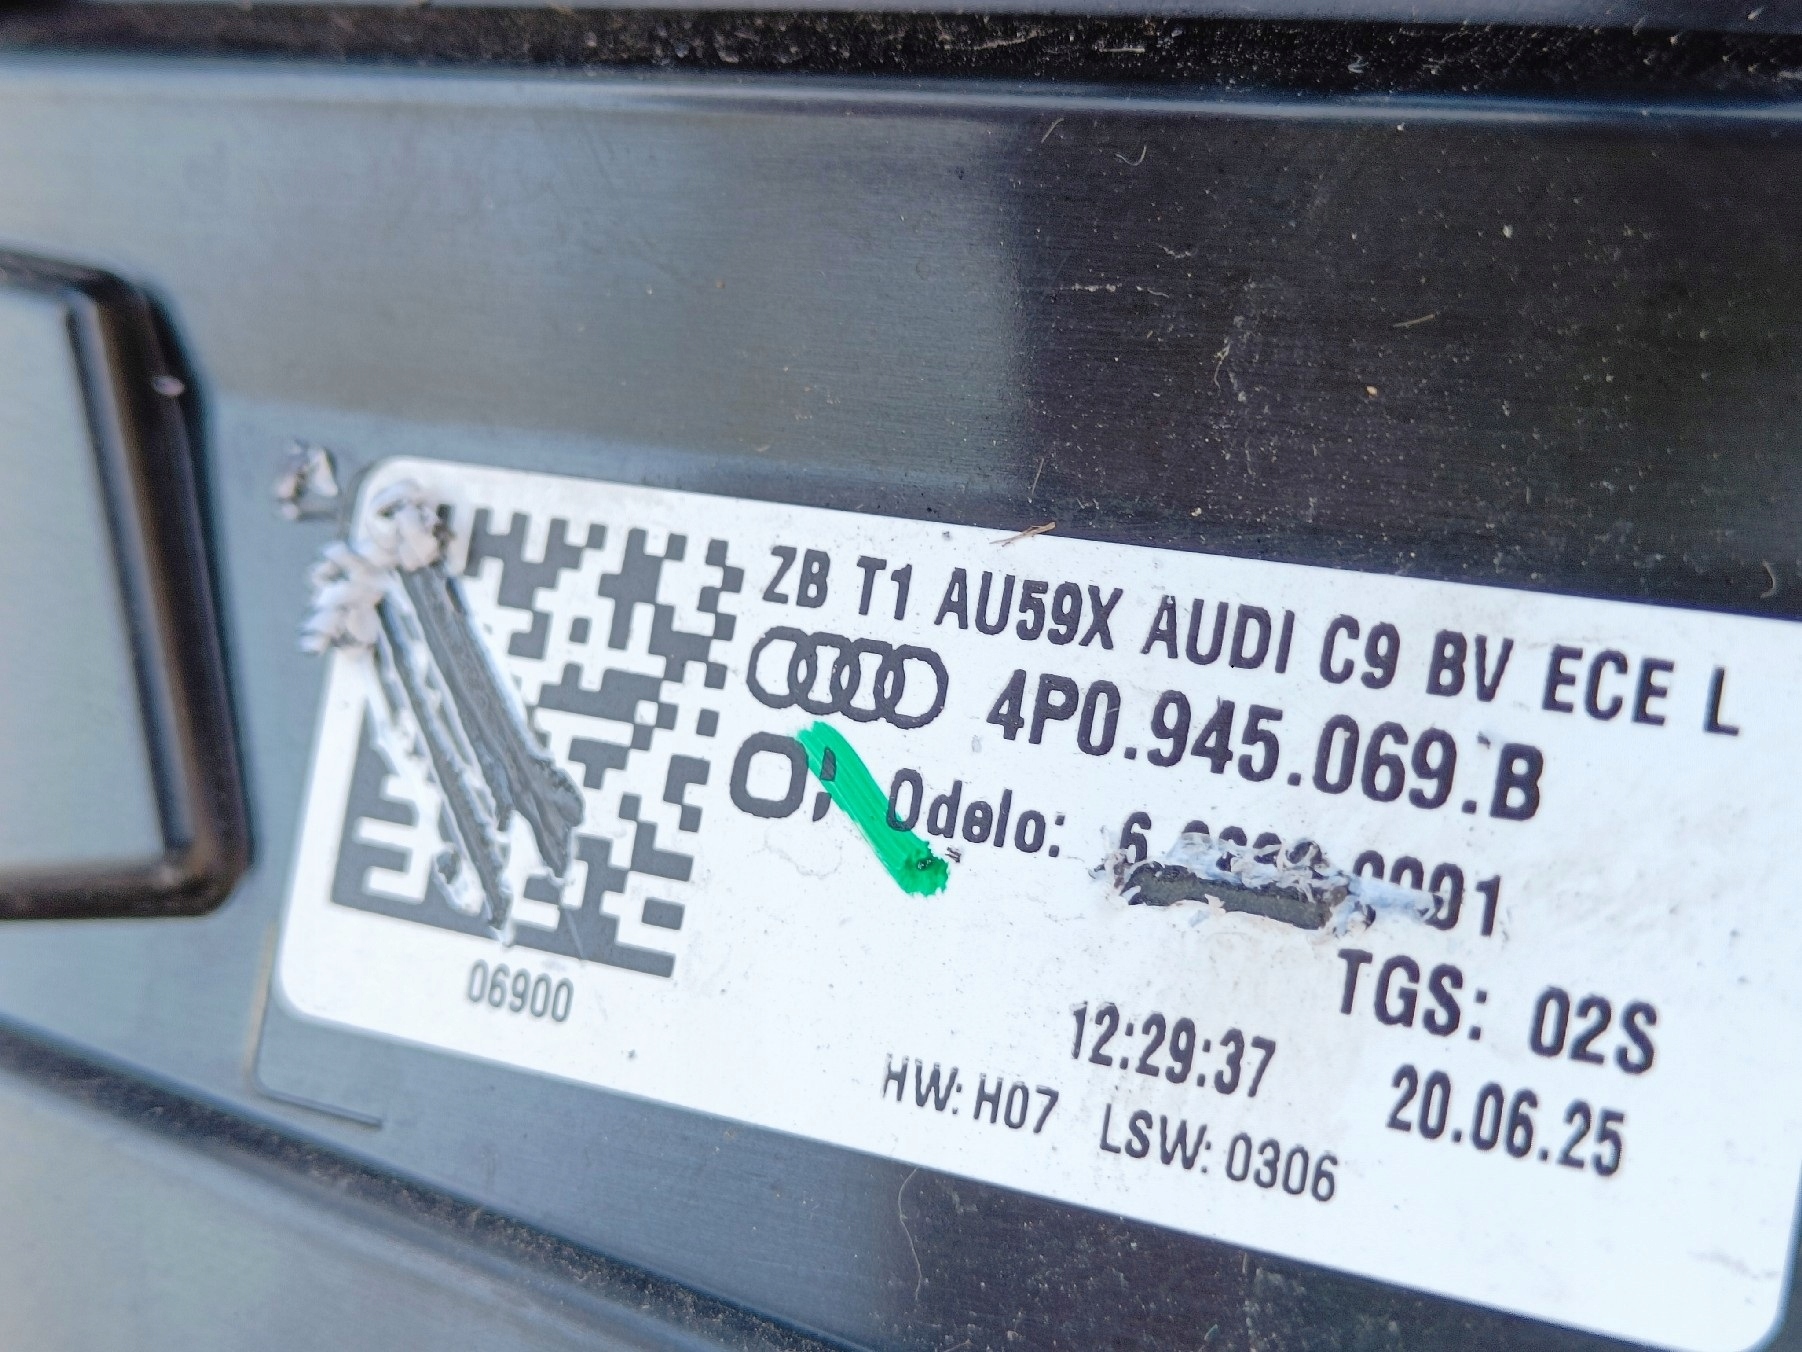 ZB T1 AU59X AUDI C9 BV ECE L
4P0.945.069.B
Odelo:
TGS: 02S
12:29:37 20.06.25
HW: H07 LSW: 0306
06900